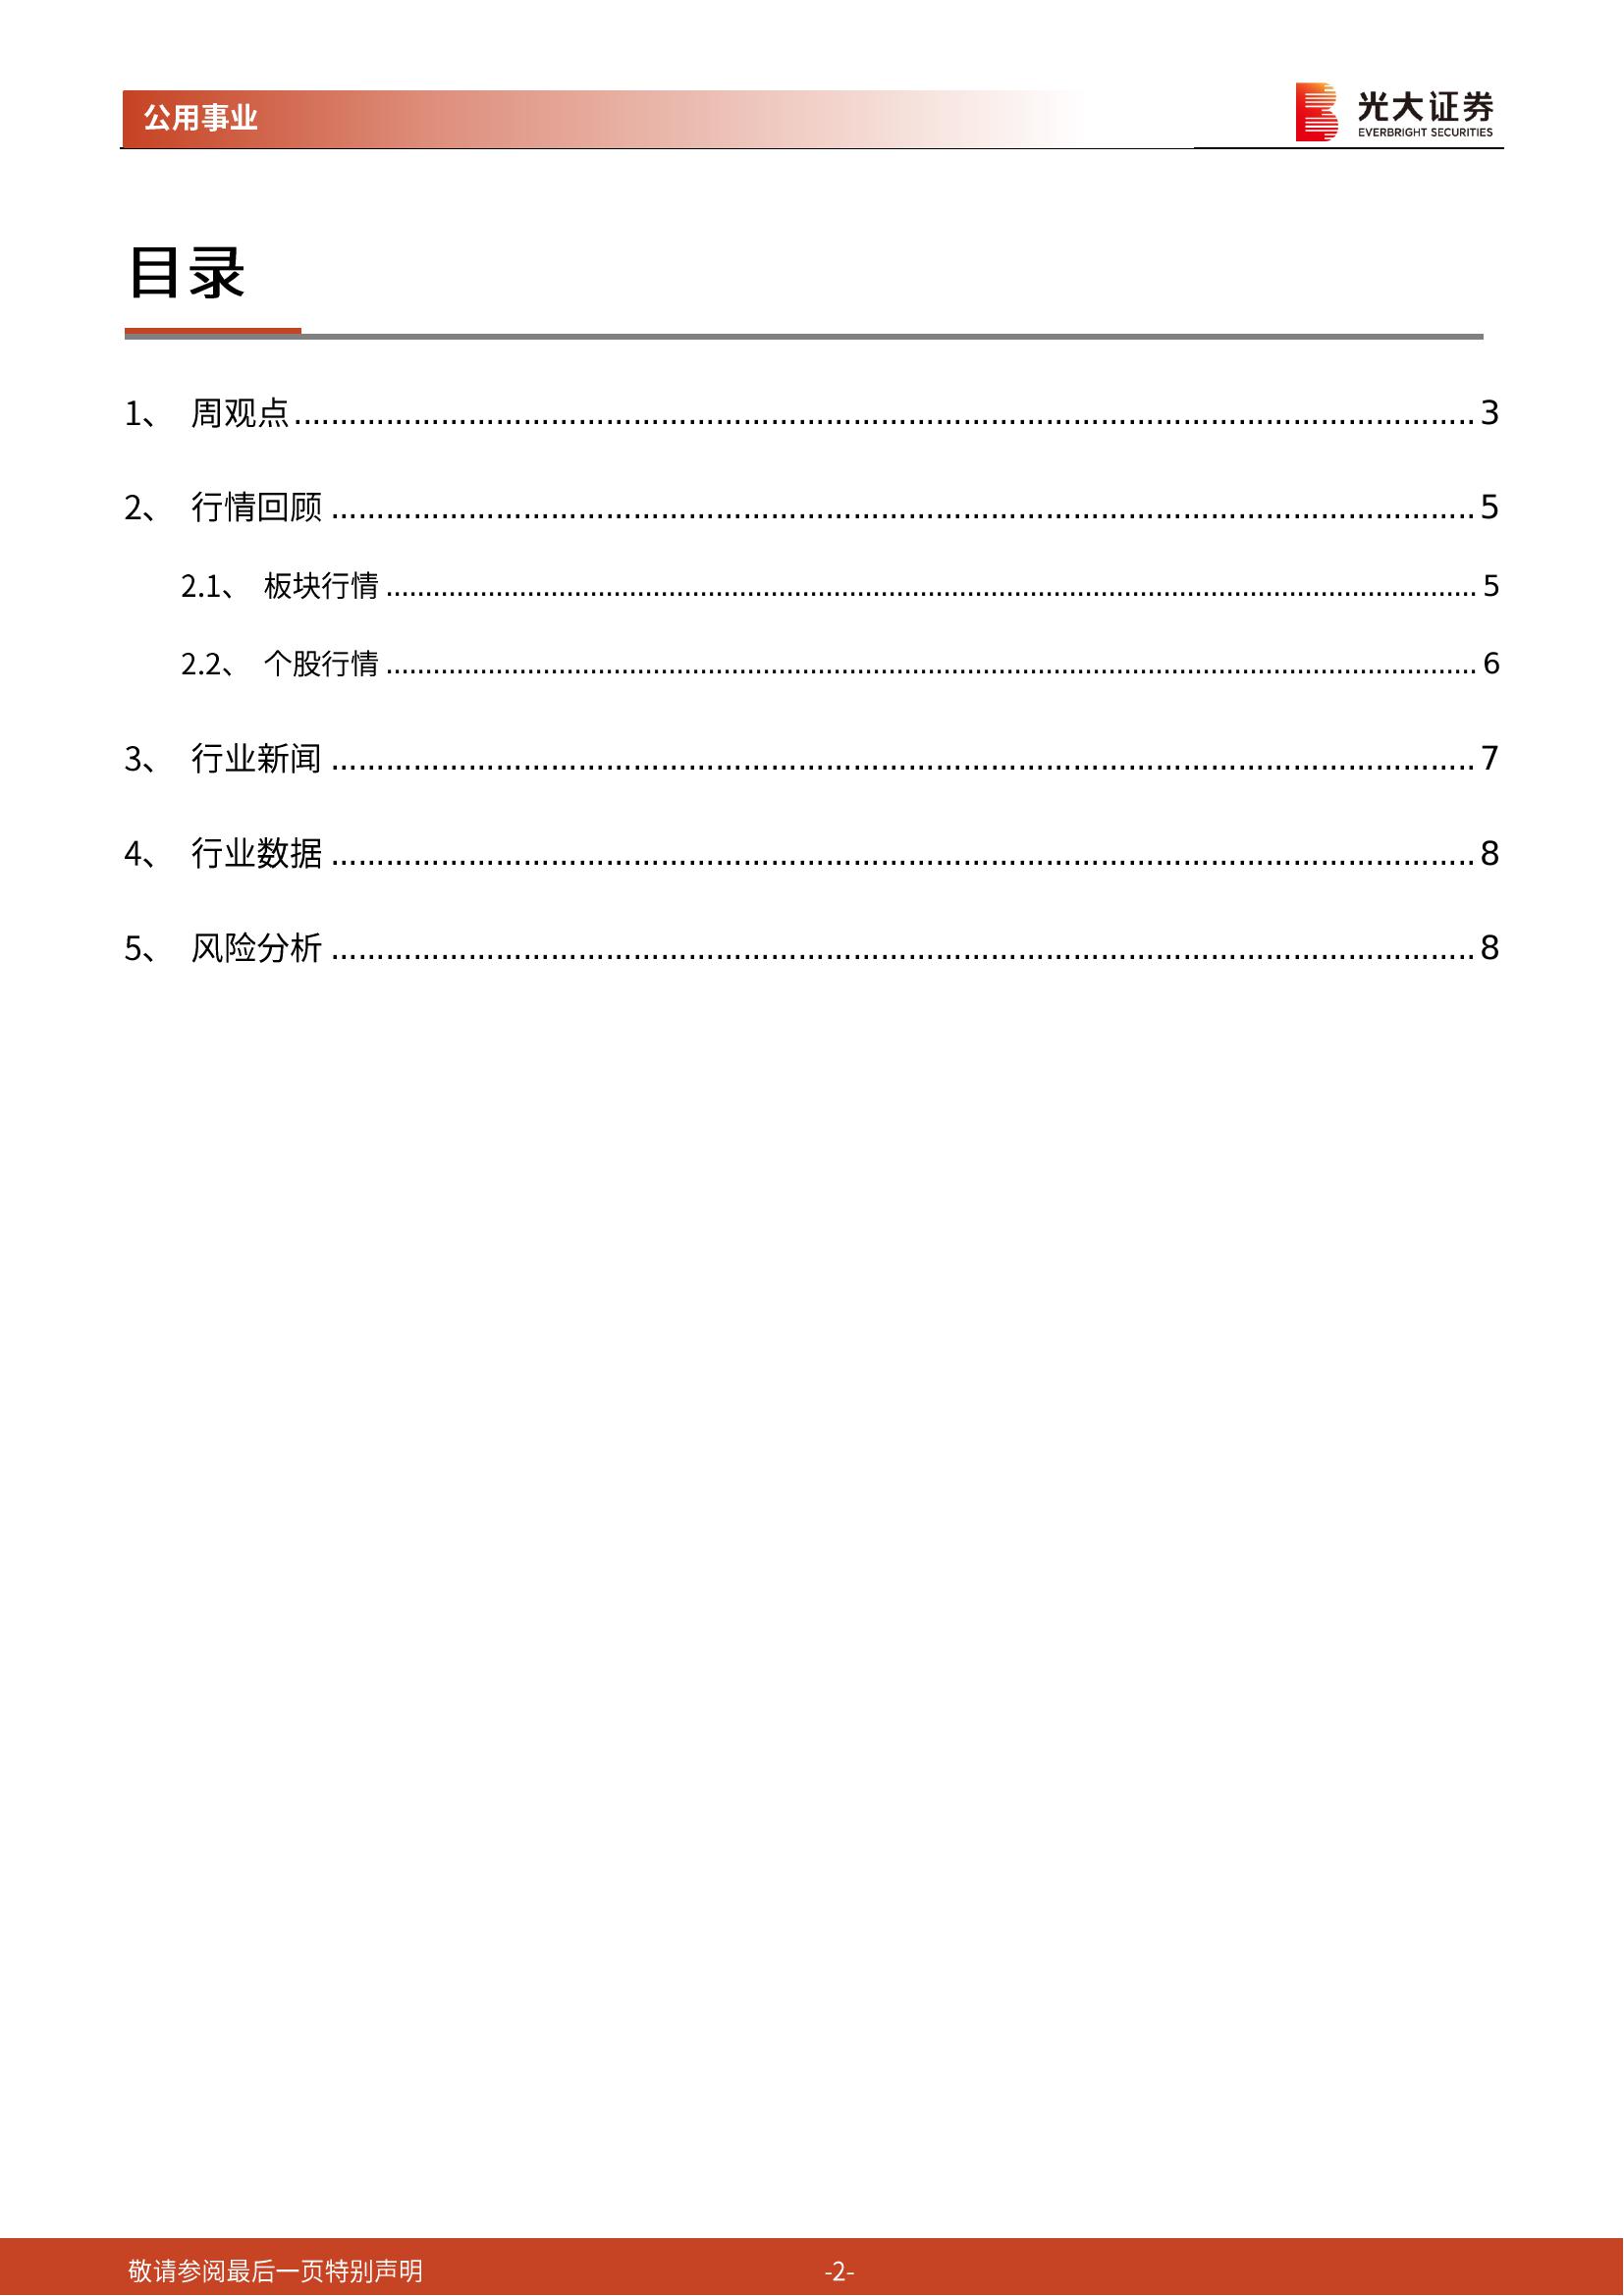 公用事业
光大证券
EVERBRIGHT SECURITIES
目录
1、 周观点........................................................................................................................ 3
2、 行情回顾 ........................................................................................................................ 5
2.1、 板块行情 ........................................................................................................................ 5
2.2、 个股行情 ........................................................................................................................ 6
3、 行业新闻 ........................................................................................................................ 7
4、 行业数据 ........................................................................................................................ 8
5、 风险分析 ........................................................................................................................ 8
敬请参阅最后一页特别声明
-2-